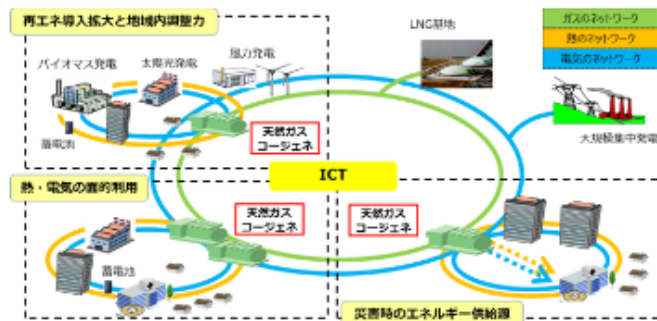 再エネ導入拡大と地域内調整力
バイオマス発電
太陽光発電
風力発電
蓄電池
天然ガス
コージェネ
LNG基地
ガスのネットワーク
熱のネットワーク
電気のネットワーク
大規模集中発電
ICT
熱・電気の面的利用
蓄電池
天然ガス
コージェネ
天然ガス
コージェネ
災害時のエネルギー供給源